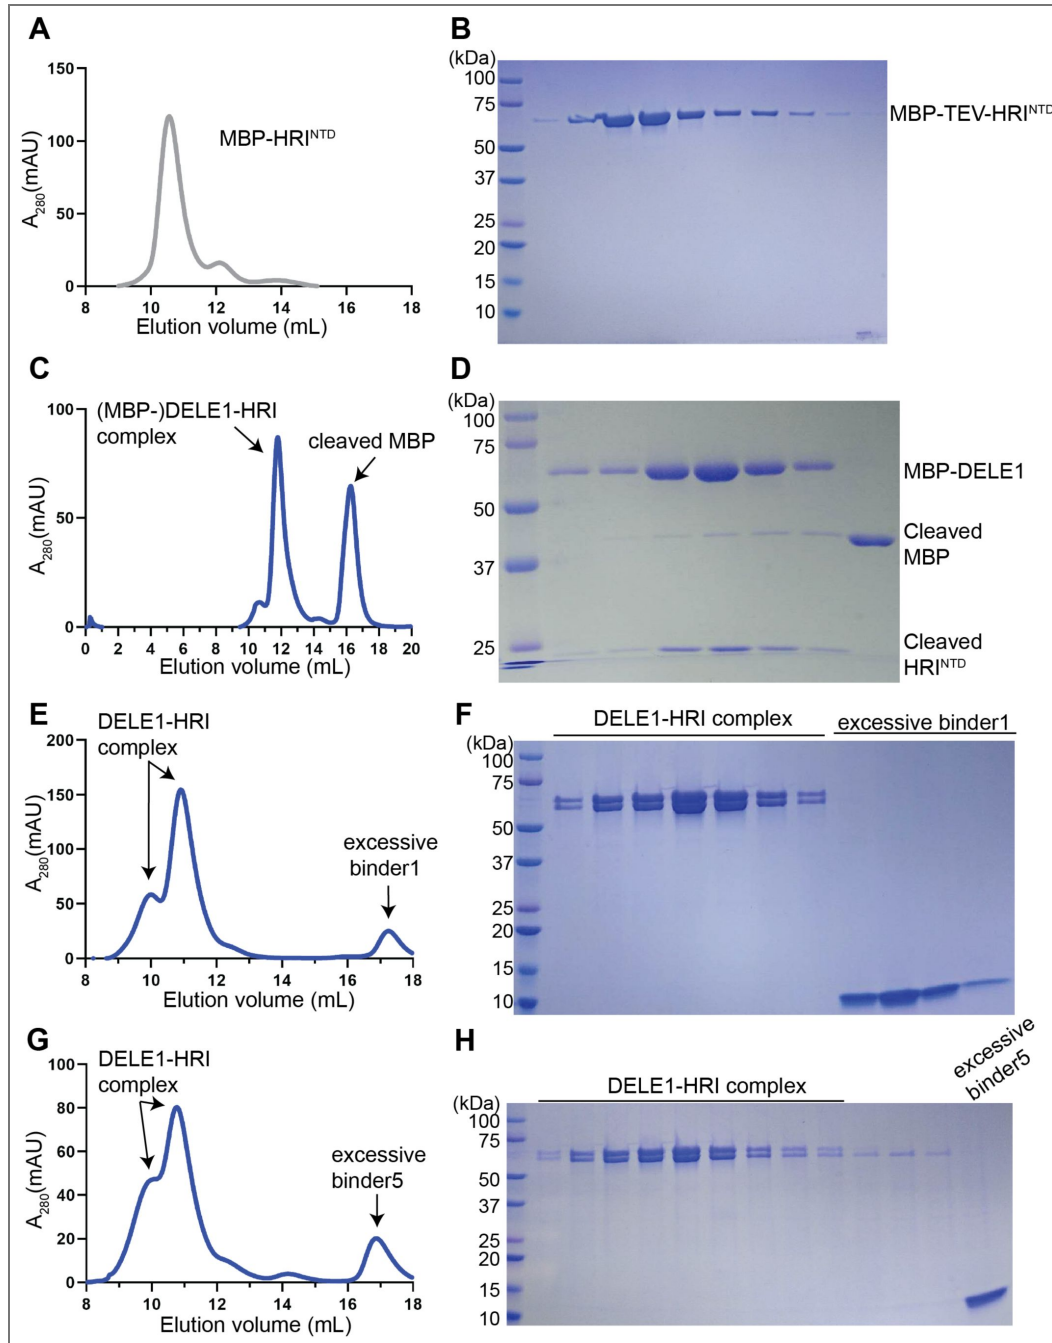 A
150
100
50
0
A280(mAU)
MBP-HRINTD
8 10 12 14 16 18
Elution volume (mL)
B
(kDa)
100
75
50
37
25
20
15
10
MBP-TEV-HRINTD
C
(MBP-)DELE1-HRI
complex
cleaved MBP
100
50
0
A280(mAU)
0 2 4 6 8 10 12 14 16 18 20
Elution volume (mL)
D
(kDa)
100
75
50
37
25
MBP-DELE1
Cleaved
MBP
Cleaved
HRINTD
E
DELE1-HRI
complex
200
150
100
50
0
A280(mAU)
excessive
binder1
8 10 12 14 16 18
Elution volume (mL)
F
DELE1-HRI complex
excessive binder1
(kDa)
100
75
50
37
25
20
15
10
G
DELE1-HRI
complex
100
80
60
40
20
0
A280(mAU)
excessive
binder5
8 10 12 14 16 18
Elution volume (mL)
H
DELE1-HRI complex
excessive
binder5
(kDa)
100
75
50
37
25
20
15
10